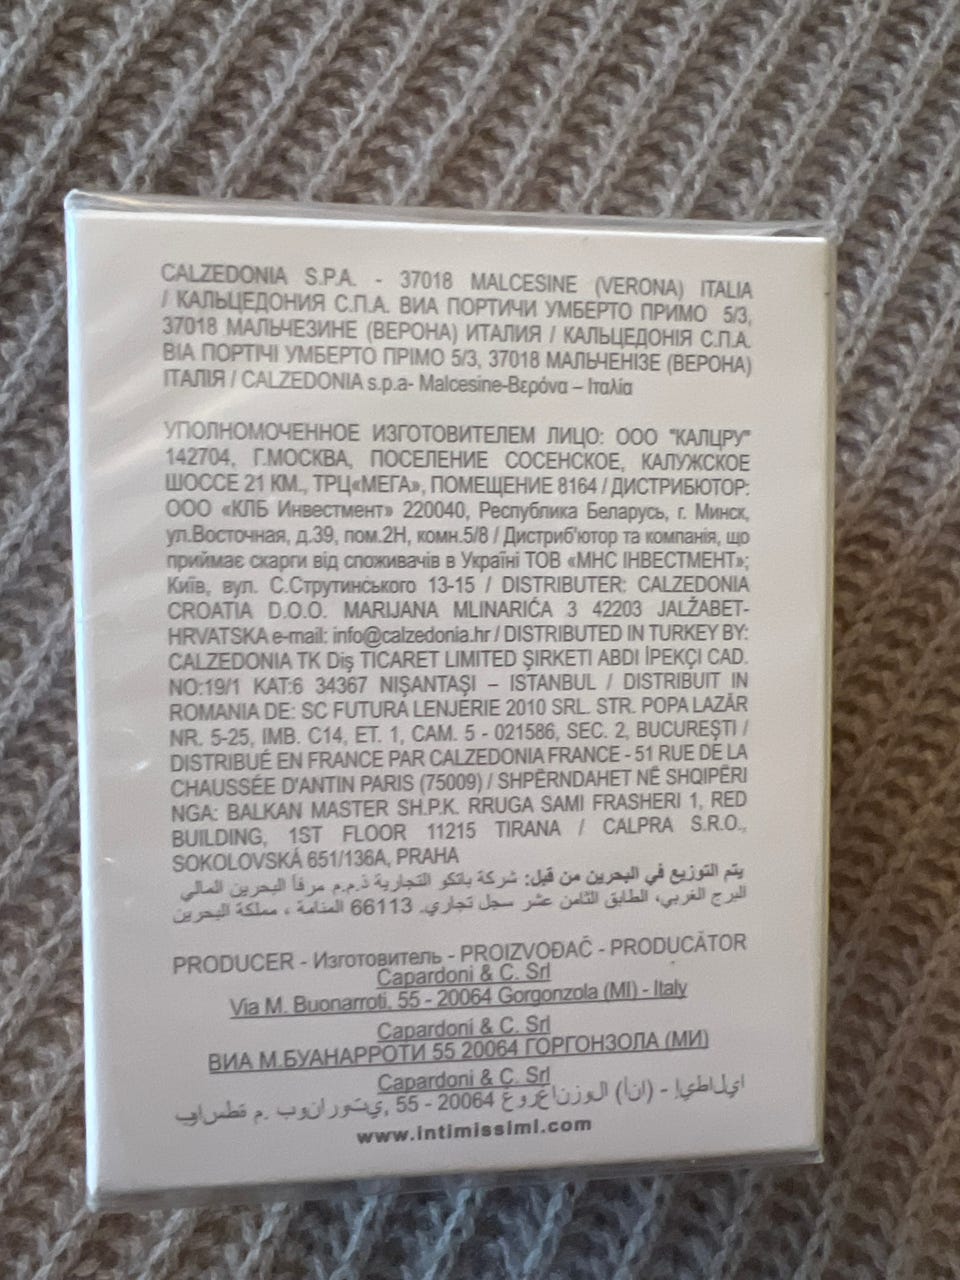 CALZEDONIA S.P.A. - 37018 MALCESINE (VERONA) ITALIA
/ КАЛЬЦЕДОНИЯ С.П.А. ВИА ПОРТИЧИ УМБЕРТО ПРИМО 5/3,
37018 МАЛЬЧЕЗИНЕ (ВЕРОНА) ИТАЛИЯ / КАЛЬЦЕДОНІЯ С.П.А.
ВІА ПОРТІЧІ УМБЕРТО ПРІМО 5/3, 37018 МАЛЬЧЕНІЗЕ (ВЕРОНА)
ІТАЛІЯ / CALZEDONIA s.p.a- Malcesine-Βερόνα – Ιταλία
УПОЛНОМОЧЕННОЕ ИЗГОТОВИТЕЛЕМ ЛИЦО: ООО "КАЛЦРУ"
142704, Г.МОСКВА, ПОСЕЛЕНИЕ СОСЕНСКОЕ, КАЛУЖСКОЕ
ШОССЕ 21 КМ., ТРЦ«МЕГА», ПОМЕЩЕНИЕ 8164 / ДИСТРИБЮТОР:
ООО «КЛБ Инвестмент» 220040, Республика Беларусь, г. Минск,
ул.Восточная, д.39, пом.2Н, комн.5/8 / Дистриб'ютор та компанія, що
приймає скарги від споживачів в Україні ТОВ «МНС ІНВЕСТМЕНТ»;
Київ, вул. С.Струтинського 13-15 / DISTRIBUTER: CALZEDONIA
CROATIA D.O.O. MARIJANA MLINARIĆA 3 42203 JALŽABET-
HRVATSKA e-mail: info@calzedonia.hr / DISTRIBUTED IN TURKEY BY:
CALZEDONIA TK Diş TICARET LIMITED ŞIRKETI ABDI İPEKÇI CAD.
NO:19/1 KAT:6 34367 NIŞANTAŞI – ISTANBUL / DISTRIBUIT IN
ROMANIA DE: SC FUTURA LENJERIE 2010 SRL. STR. POPA LAZĂR
NR. 5-25, IMB. C14, ET. 1, CAM. 5 - 021586, SEC. 2, BUCUREŞTI /
DISTRIBUÉ EN FRANCE PAR CALZEDONIA FRANCE - 51 RUE DE LA
CHAUSSÉE D'ANTIN PARIS (75009) / SHPËRNDAHET NË SHQIPËRI
NGA: BALKAN MASTER SH.P.K. RRUGA SAMI FRASHERI 1, RED
BUILDING, 1ST FLOOR 11215 TIRANA / CALPRA S.R.O.,
SOKOLOVSKÁ 651/136A, PRAHA
يتم التوزيع في البحرين من قبل: شركة باتكو التجارية ذ.م.م مرفأ البحرين المالي
البرج الغربي، الطابق الثامن عشر سجل تجاري. 66113 المنامة ، مملكة البحرين
PRODUCER - Изготовитель - PROIZVOĐAČ - PRODUCĂTOR
Capardoni & C. Srl
Via M. Buonarroti, 55 - 20064 Gorgonzola (MI) - Italy
Capardoni & C. Srl
ВИА М.БУАНАРРОТИ 55 20064 ГОРГОНЗОЛА (МИ)
Capardoni & C. Srl
55 - 20064
www.intimissimi.com